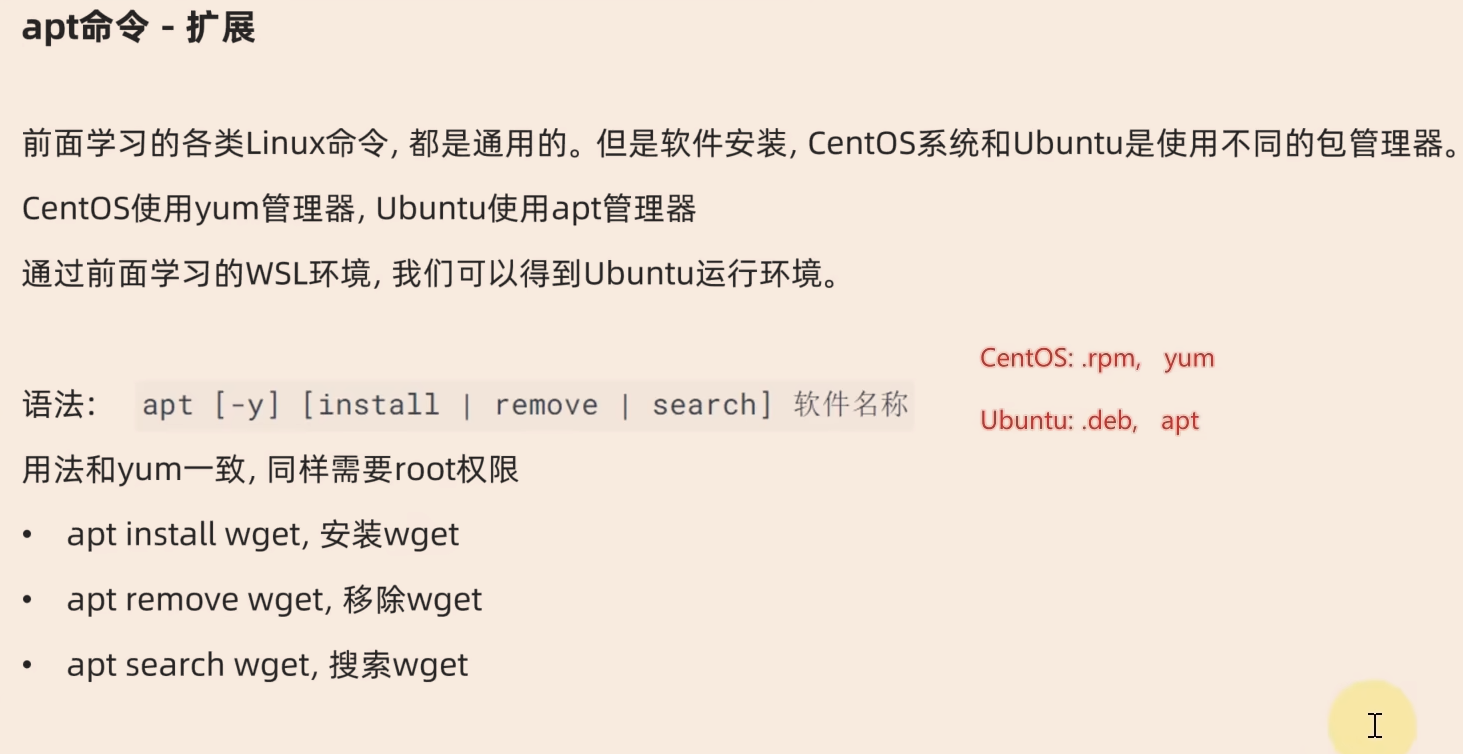 apt命令 - 扩展
前面学习的各类Linux命令, 都是通用的。但是软件安装, CentOS系统和Ubuntu是使用不同的包管理器。
CentOS使用yum管理器, Ubuntu使用apt管理器
通过前面学习的WSL环境, 我们可以得到Ubuntu运行环境。
CentOS: .rpm, yum
语法: apt [-y] [install | remove | search] 软件名称
Ubuntu: .deb, apt
用法和yum一致, 同样需要root权限
• apt install wget, 安装wget
• apt remove wget, 移除wget
• apt search wget, 搜索wget